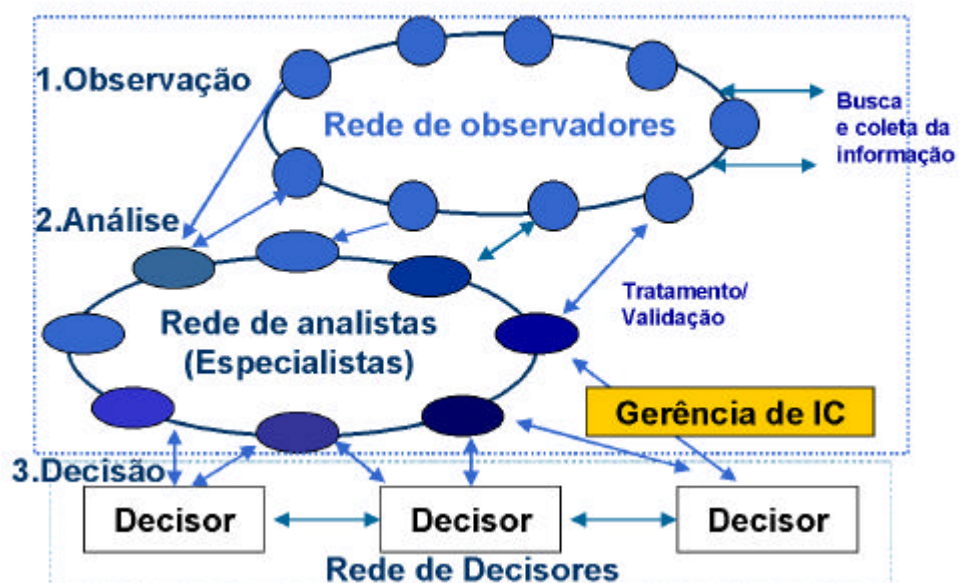 1.Observação
Rede de observadores
Busca
e coleta da
informação
2.Análise
Tratamento/
Validação
Rede de analistas
(Especialistas)
Gerência de IC
3.Decisão
Decisor
Decisor
Decisor
Rede de Decisores